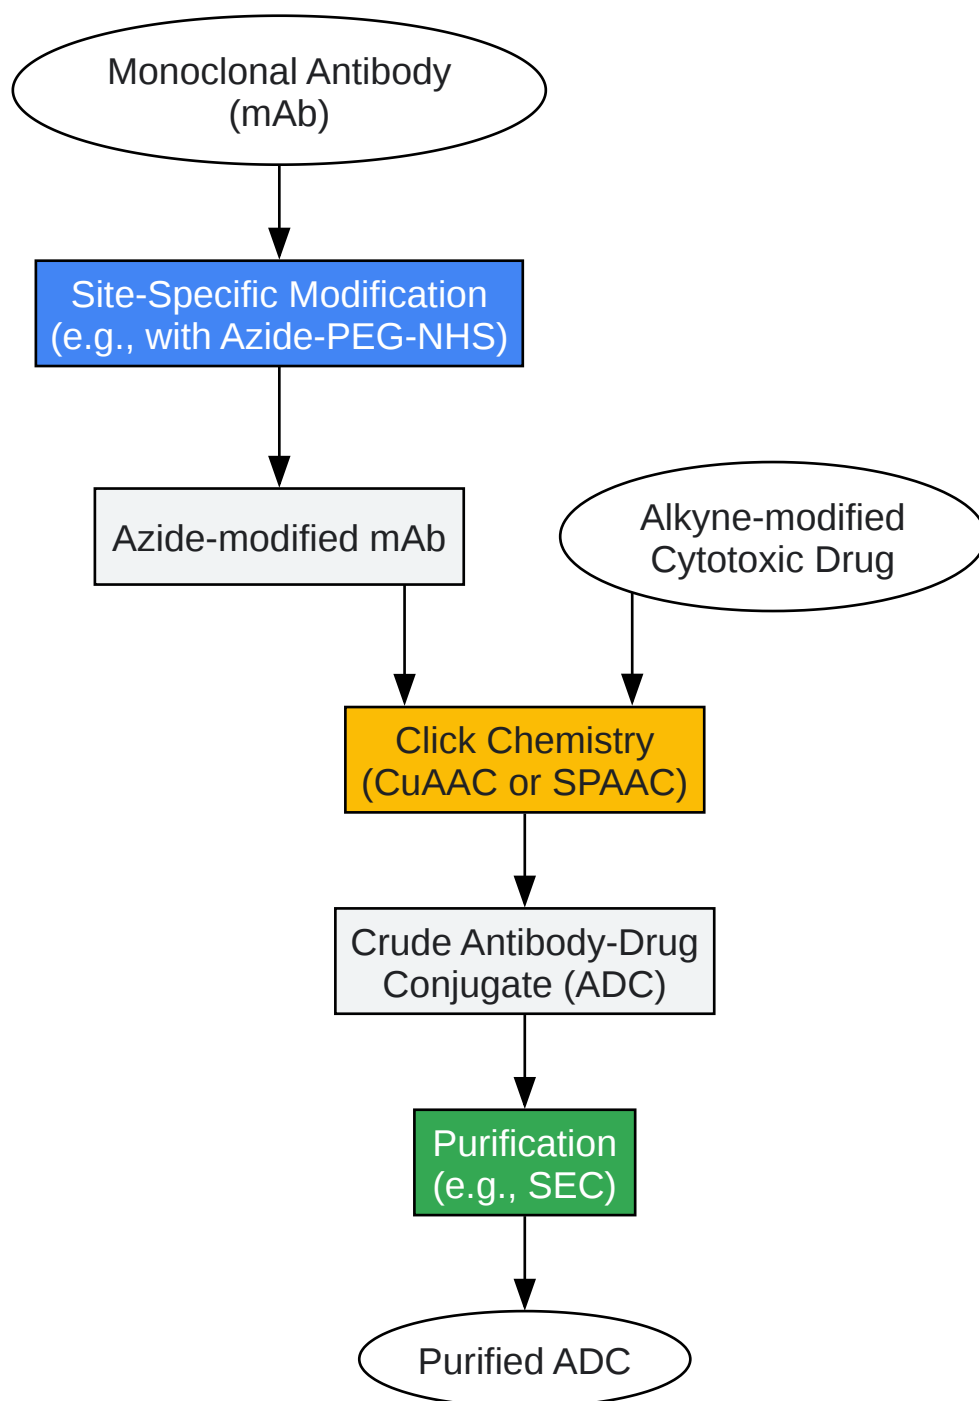 Monoclonal Antibody
(mAb)
Site-Specific Modification
(e.g., with Azide-PEG-NHS)
Azide-modified mAb
Alkyne-modified
Cytotoxic Drug
Click Chemistry
(CuAAC or SPAAC)
Crude Antibody-Drug
Conjugate (ADC)
Purification
(e.g., SEC)
Purified ADC